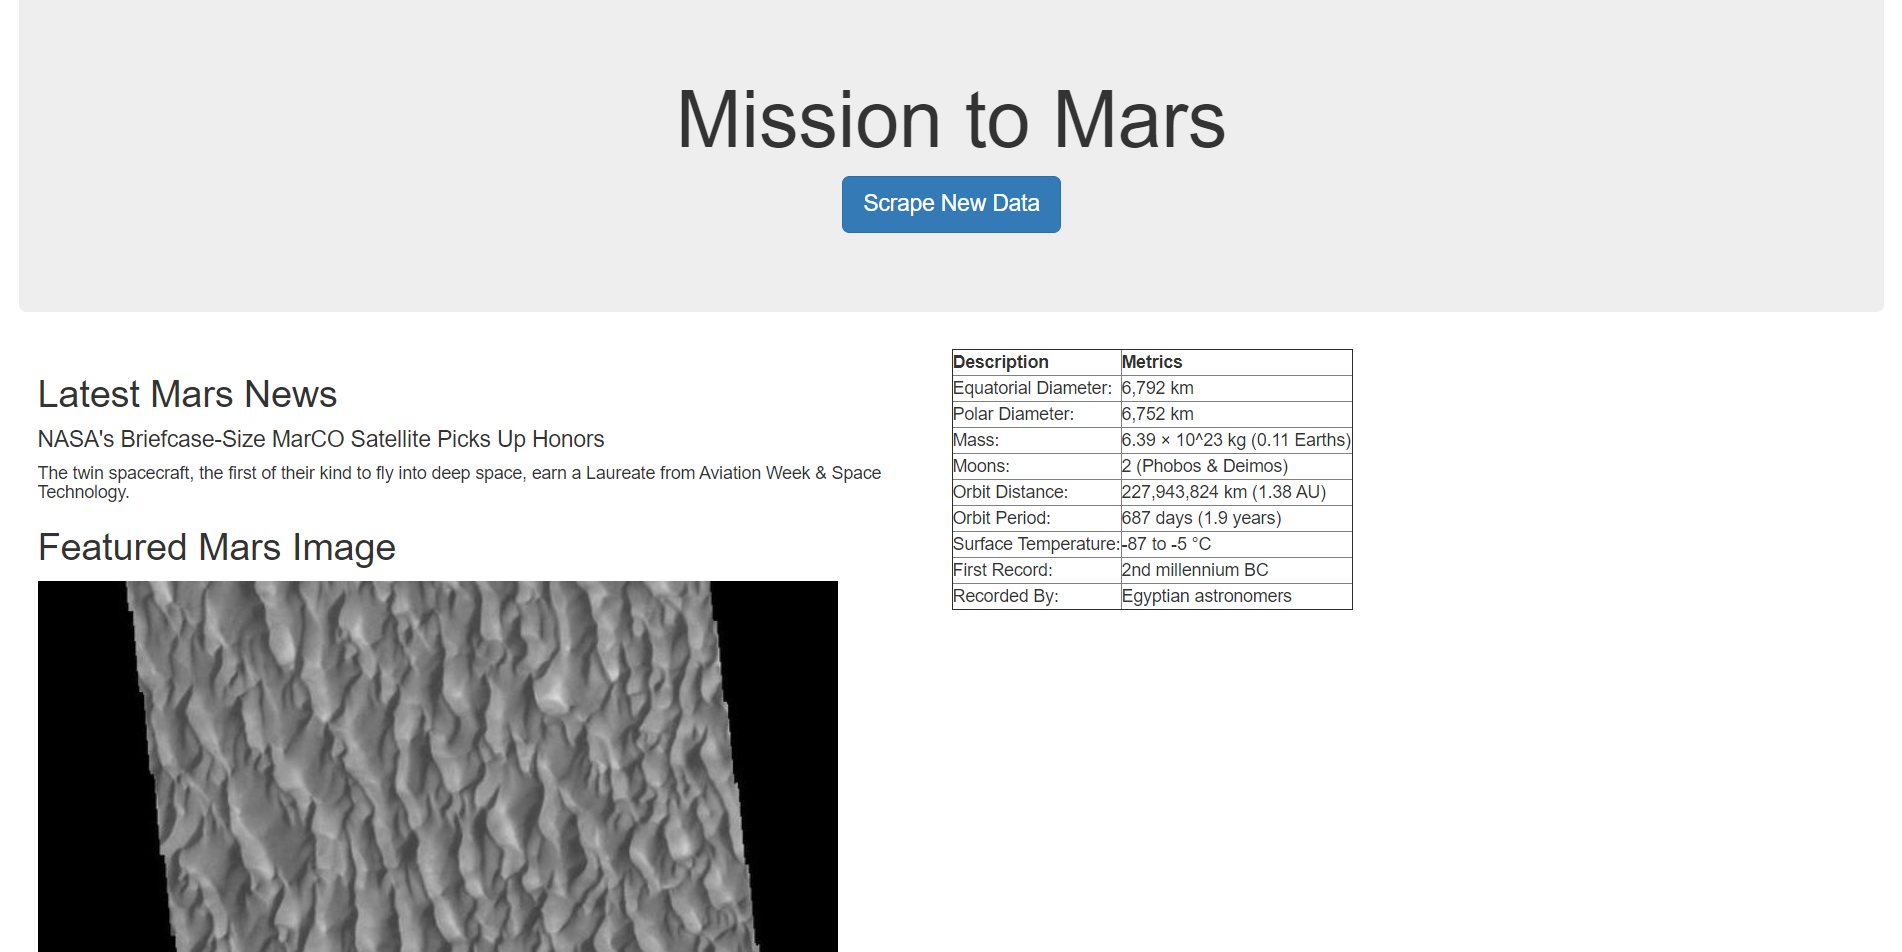 Mission to Mars
Scrape New Data
Latest Mars News
NASA's Briefcase-Size MarCO Satellite Picks Up Honors
The twin spacecraft, the first of their kind to fly into deep space, earn a Laureate from Aviation Week & Space
Technology.
Featured Mars Image
Description Metrics
Equatorial Diameter: 6,792 km
Polar Diameter: 6,752 km
Mass: 6.39 × 10^23 kg (0.11 Earths)
Moons: 2 (Phobos & Deimos)
Orbit Distance: 227,943,824 km (1.38 AU)
Orbit Period: 687 days (1.9 years)
Surface Temperature: -87 to -5 °C
First Record: 2nd millennium BC
Recorded By: Egyptian astronomers